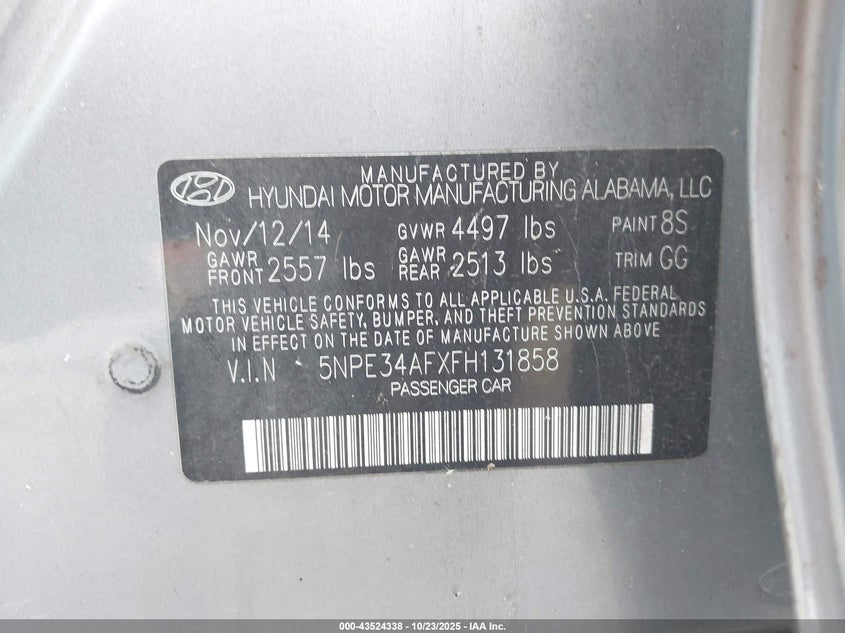 MANUFACTURED BY
HYUNDAI MOTOR MANUFACTURING ALABAMA, LLC
Nov/12/14 GVWR 4497 lbs PAINT 8S
GAWR FRONT 2557 lbs GAWR REAR 2513 lbs TRIM GG
THIS VEHICLE CONFORMS TO ALL APPLICABLE U.S.A. FEDERAL
MOTOR VEHICLE SAFETY, BUMPER, AND THEFT PREVENTION STANDARDS
IN EFFECT ON THE DATE OF MANUFACTURE SHOWN ABOVE
V.I.N 5NPE34AFXFH131858
PASSENGER CAR
000-43524338 - 10/23/2025 - IAA Inc.